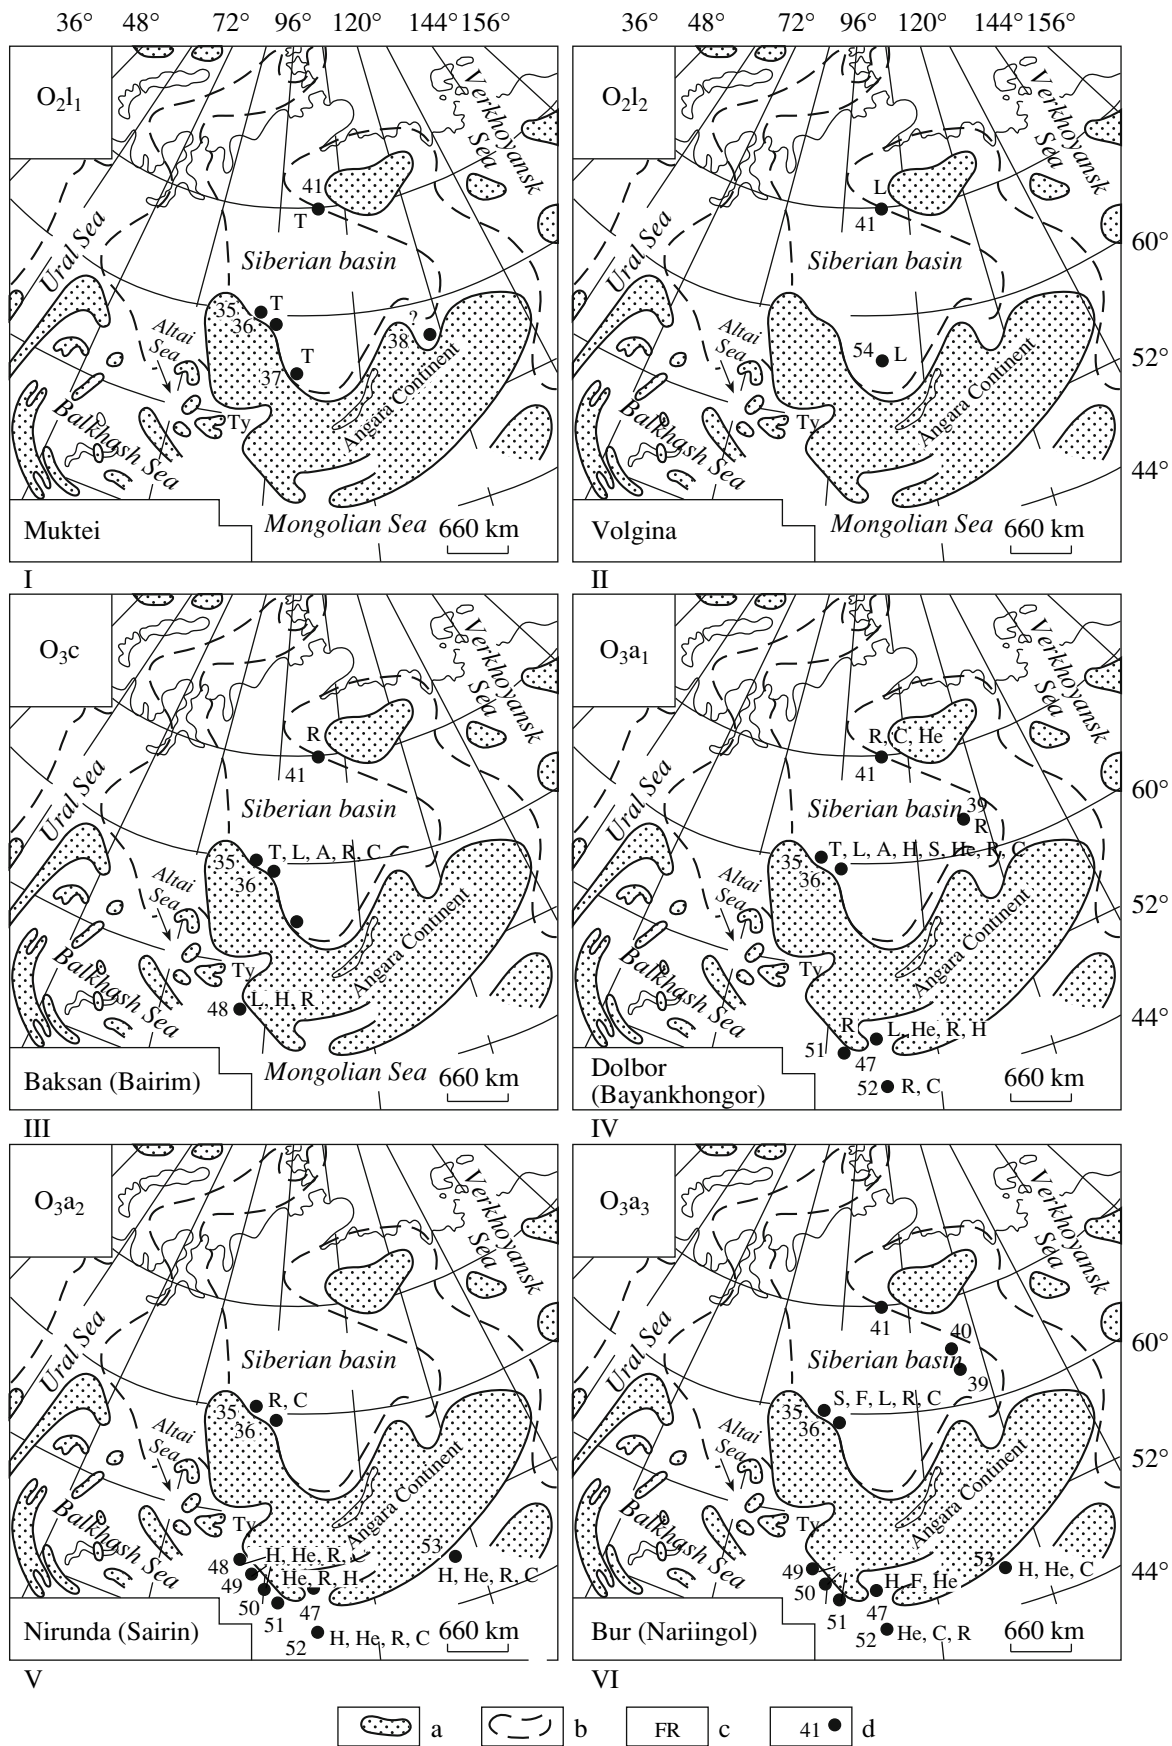 36° 48° 72° 96° 120° 144° 156° 36° 48° 72° 96° 120° 144° 156°
O₂l₁
Verkhoyansk
Sea
41
T
Ural Sea
Siberian basin
35 T
36
?
38
Altai
Sea
T
37
Angara Continent
Ty
Balkhash Sea
Mongolian Sea
660 km
Muktei
I
O₂l₂
Verkhoyansk
Sea
L
41
60°
Ural Sea
Siberian basin
Altai
Sea
54 L
52°
Angara Continent
Ty
Balkhash Sea
44°
Mongolian Sea
660 km
Volgina
II
O₃c
Verkhoyansk
Sea
R
41
Ural Sea
Siberian basin
35 T, L, A, R, C
36
Altai
Sea
Angara Continent
Ty
Balkhash Sea
48 L, H, R
Mongolian Sea
660 km
Baksan (Bairim)
III
O₃a₁
Verkhoyansk
Sea
R, C, He
41
60°
Ural Sea
Siberian basin
39
R
35 T, L, A, H, S, He, R, C
36
Altai
Sea
52°
Angara Continent
Ty
Balkhash Sea
44°
R
51
L, He, R, H
47
52 R, C
660 km
Dolbor
(Bayankhongor)
IV
O₃a₂
Verkhoyansk
Sea
Ural Sea
Siberian basin
35 R, C
36
Altai
Sea
Angara Continent
Ty
Balkhash Sea
48 H, He, R, C
53
H, He, R, C
49 He, R, H
50
51
47
52 H, He, R, C
660 km
Nirunda (Sairin)
V
O₃a₃
Verkhoyansk
Sea
41
40
60°
Ural Sea
Siberian basin
39
35 S, F, L, R, C
36
Altai
Sea
52°
Angara Continent
Ty
Balkhash Sea
53
H, He, C
44°
49
50
51
H, F, He
47
52 He, C, R
660 km
Bur (Nariingol)
VI
a b FR c 41 d